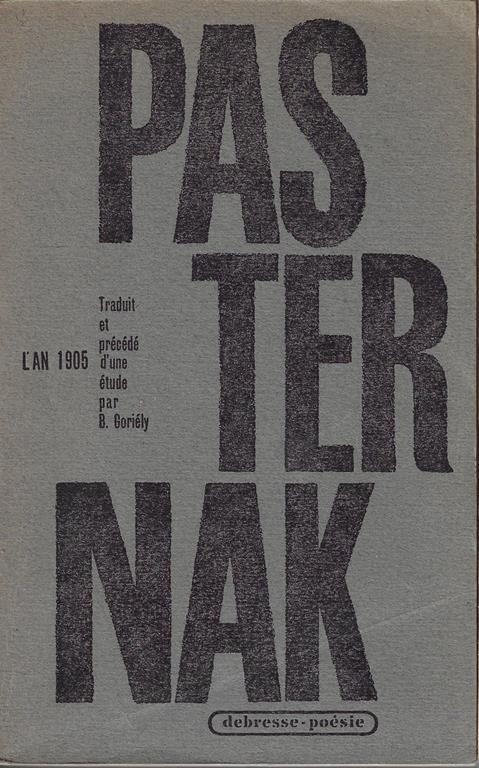 PAS
TER
NAK
L'AN 1905
Traduit
et
précédé
d'une
étude
par
B. Goriély
debresse-poésie